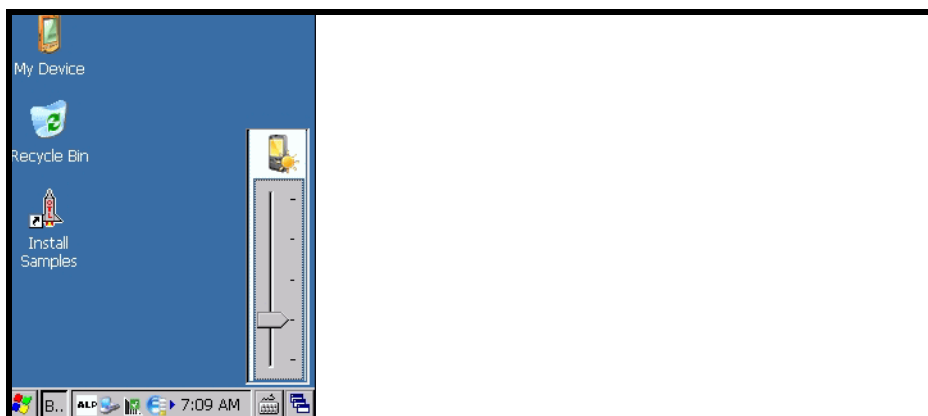 My Device
Recycle Bin
Install
Samples
B..
ALP
7:09 AM